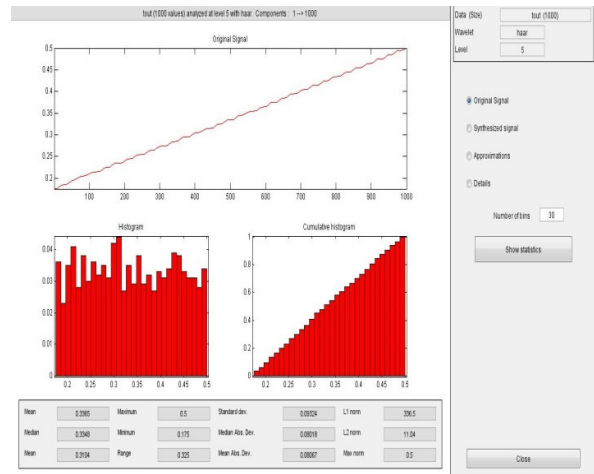 tout (1000 values) analyzed at level 5 with haar. Components : 1 --> 1000
Data (Size) tout (1000)
Wavelet haar
Level 5
Original Signal
0.5
0.45
0.4
0.35
0.3
0.25
0.2
100 200 300 400 500 600 700 800 900 1000
Original Signal
Synthesized signal
Approximations
Details
Number of bins 30
Show statistics
Histogram
0.04
0.03
0.02
0.01
0
0.2 0.25 0.3 0.35 0.4 0.45 0.5
Cumulative histogram
1
0.8
0.6
0.4
0.2
0
0.2 0.25 0.3 0.35 0.4 0.45 0.5
Mean 0.3365 Maximum 0.5 Standard dev. 0.09324 L1 norm 336.5
Median 0.3348 Minimum 0.175 Median Abs. Dev. 0.08018 L2 norm 11.04
Mean 0.3104 Range 0.325 Mean Abs. Dev. 0.08067 Max norm 0.5
Close